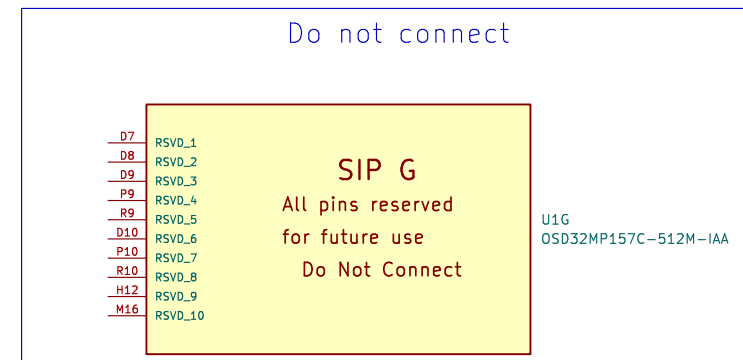 Do not connect
D7 RSVD_1
D8 RSVD_2
D9 RSVD_3
P9 RSVD_4
R9 RSVD_5
D10 RSVD_6
P10 RSVD_7
R10 RSVD_8
H12 RSVD_9
M16 RSVD_10
SIP G
All pins reserved
for future use
Do Not Connect
U1G
OSD32MP157C-512M-IAA